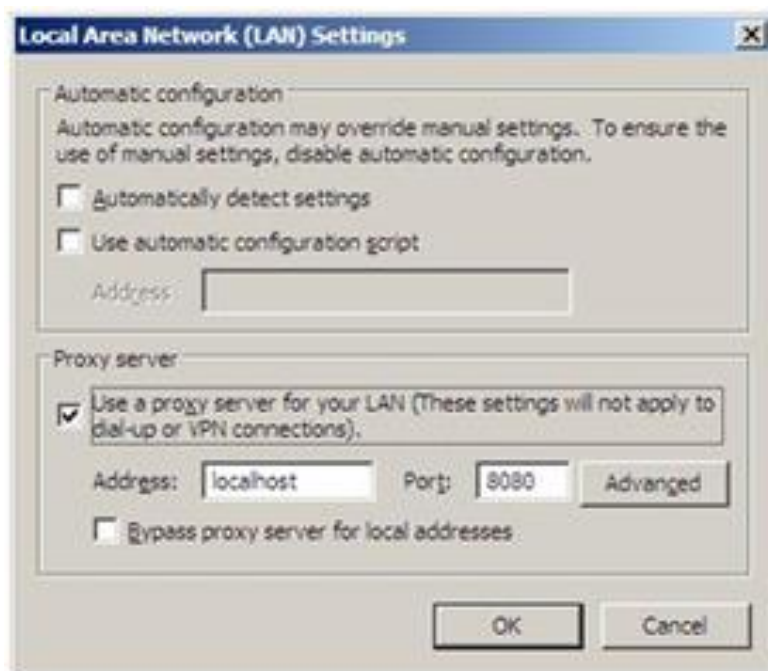 Local Area Network (LAN) Settings
Automatic configuration
Automatic configuration may override manual settings. To ensure the
use of manual settings, disable automatic configuration.
Automatically detect settings
Use automatic configuration script
Address
Proxy server
Use a proxy server for your LAN (These settings will not apply to
dial-up or VPN connections).
Address: localhost Port: 8080 Advanced
Bypass proxy server for local addresses
OK Cancel